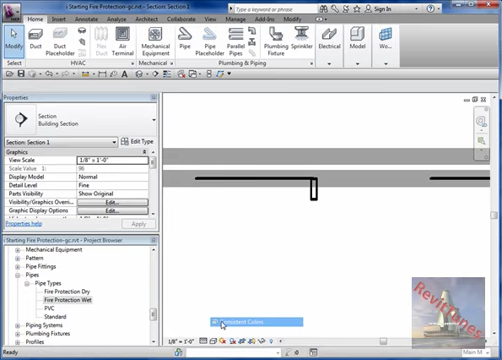 i Starting Fire Protection-gc.rvt - Section: Section 1
Type a keyword or phrase
Sign In
Home Insert Annotate Analyze Architect Collaborate View Manage Add-Ins Modify
Modify
Duct
Duct Placeholder
Air Terminal
Mechanical Equipment
Pipe
Pipe Placeholder
Parallel Pipes
Plumbing Fixture
Sprinkler
Electrical
Model
Wo...
Select HVAC Mechanical Plumbing & Piping
Properties
Section
Building Section
Section: Section 1
Edit Type
Graphics
View Scale 1/8" = 1'-0"
Scale Value 1: 96
Display Model Normal
Detail Level Fine
Parts Visibility Show Original
Visibility/Graphics Overri... Edit...
Graphic Display Options Edit...
Properties help Apply
i Starting Fire Protection-gc.rvt - Project Browser
Mechanical Equipment
Pattern
Pipe Fittings
Pipes
Pipe Types
Fire Protection Dry
Fire Protection Wet
PVC
Standard
Piping Systems
Plumbing Fixtures
Profiles
Consistent Colors
1/8" = 1'-0"
Ready
:0
Main M
RevitTunes